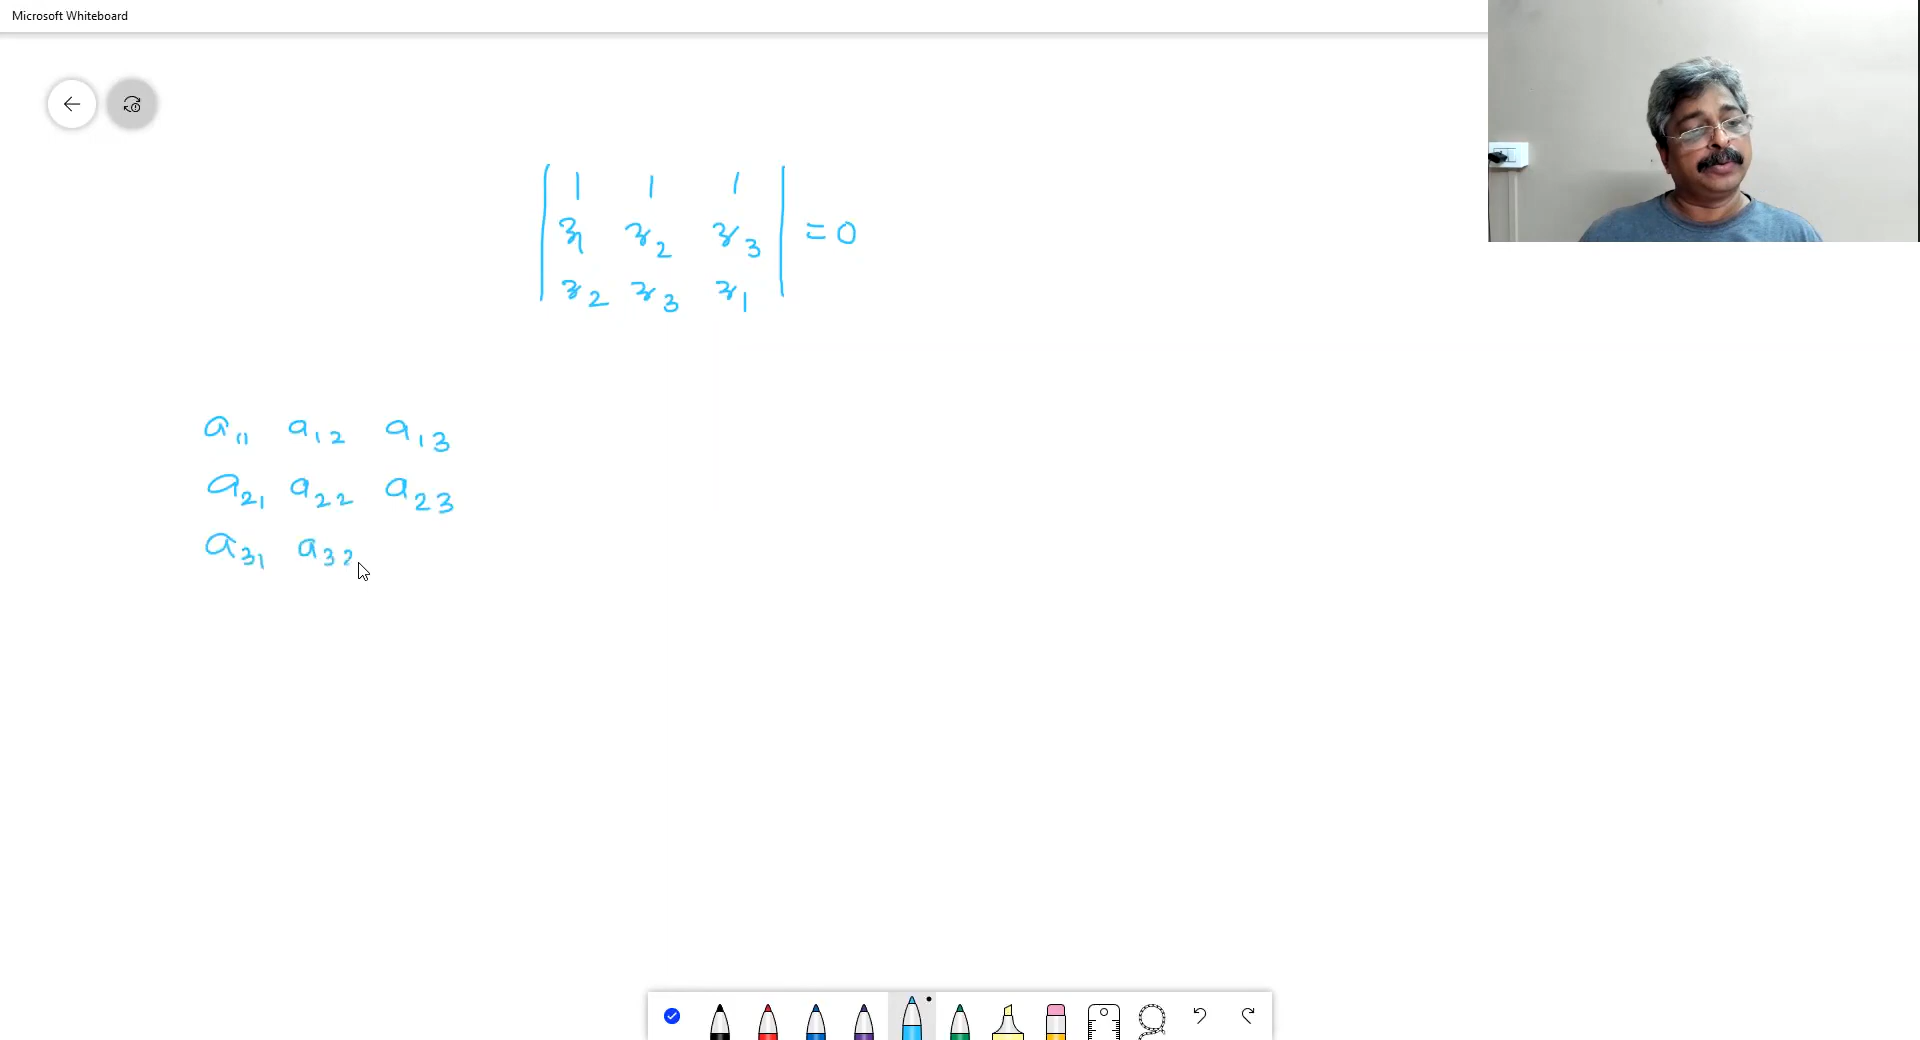 Microsoft Whiteboard
| 1 1 1 |
| z₁ z₂ z₃ | = 0
| z₂ z₃ z₁ |
a₁₁ a₁₂ a₁₃
a₂₁ a₂₂ a₂₃
a₃₁ a₃₂